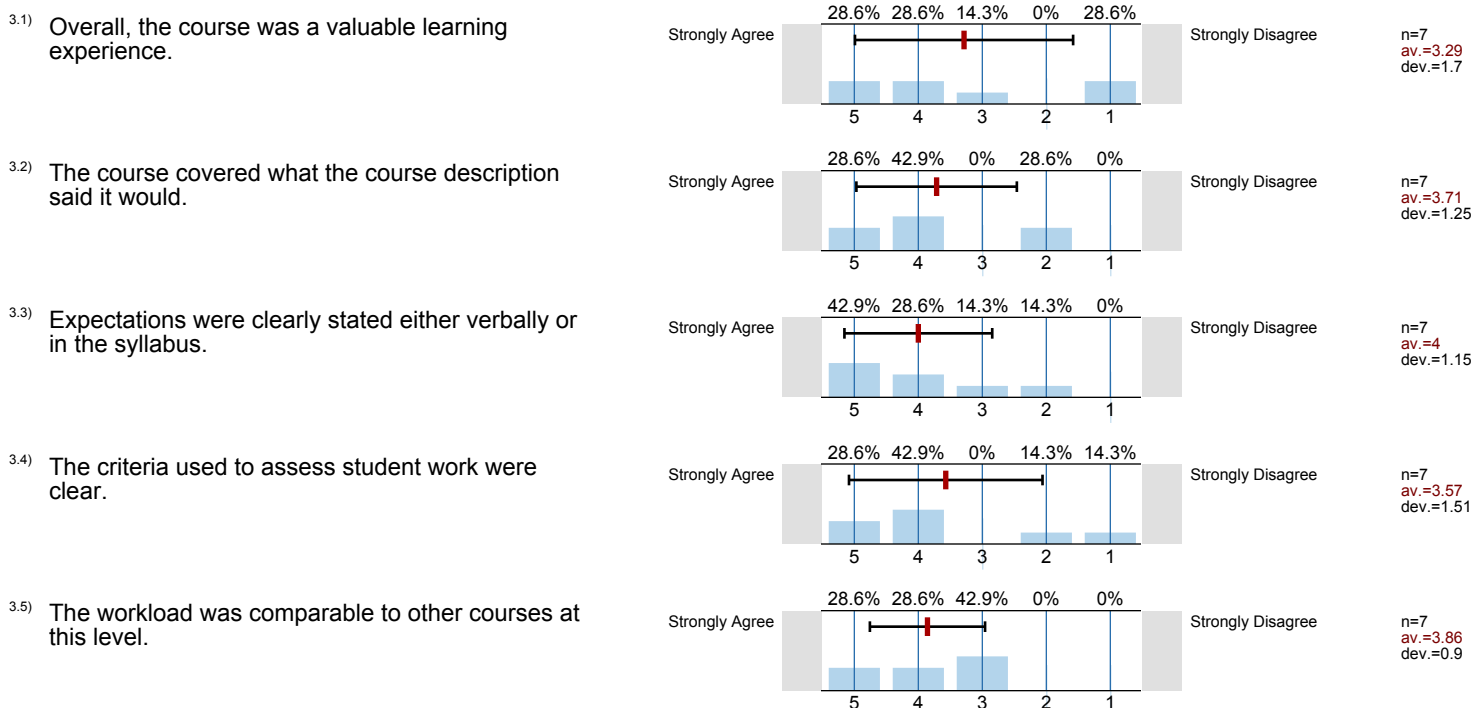 3.1) Overall, the course was a valuable learning
experience.
28.6% 28.6% 14.3% 0% 28.6%
Strongly Agree
Strongly Disagree
n=7
av.=3.29
dev.=1.7
5 4 3 2 1
3.2) The course covered what the course description
said it would.
28.6% 42.9% 0% 28.6% 0%
Strongly Agree
Strongly Disagree
n=7
av.=3.71
dev.=1.25
5 4 3 2 1
3.3) Expectations were clearly stated either verbally or
in the syllabus.
42.9% 28.6% 14.3% 14.3% 0%
Strongly Agree
Strongly Disagree
n=7
av.=4
dev.=1.15
5 4 3 2 1
3.4) The criteria used to assess student work were
clear.
28.6% 42.9% 0% 14.3% 14.3%
Strongly Agree
Strongly Disagree
n=7
av.=3.57
dev.=1.51
5 4 3 2 1
3.5) The workload was comparable to other courses at
this level.
28.6% 28.6% 42.9% 0% 0%
Strongly Agree
Strongly Disagree
n=7
av.=3.86
dev.=0.9
5 4 3 2 1